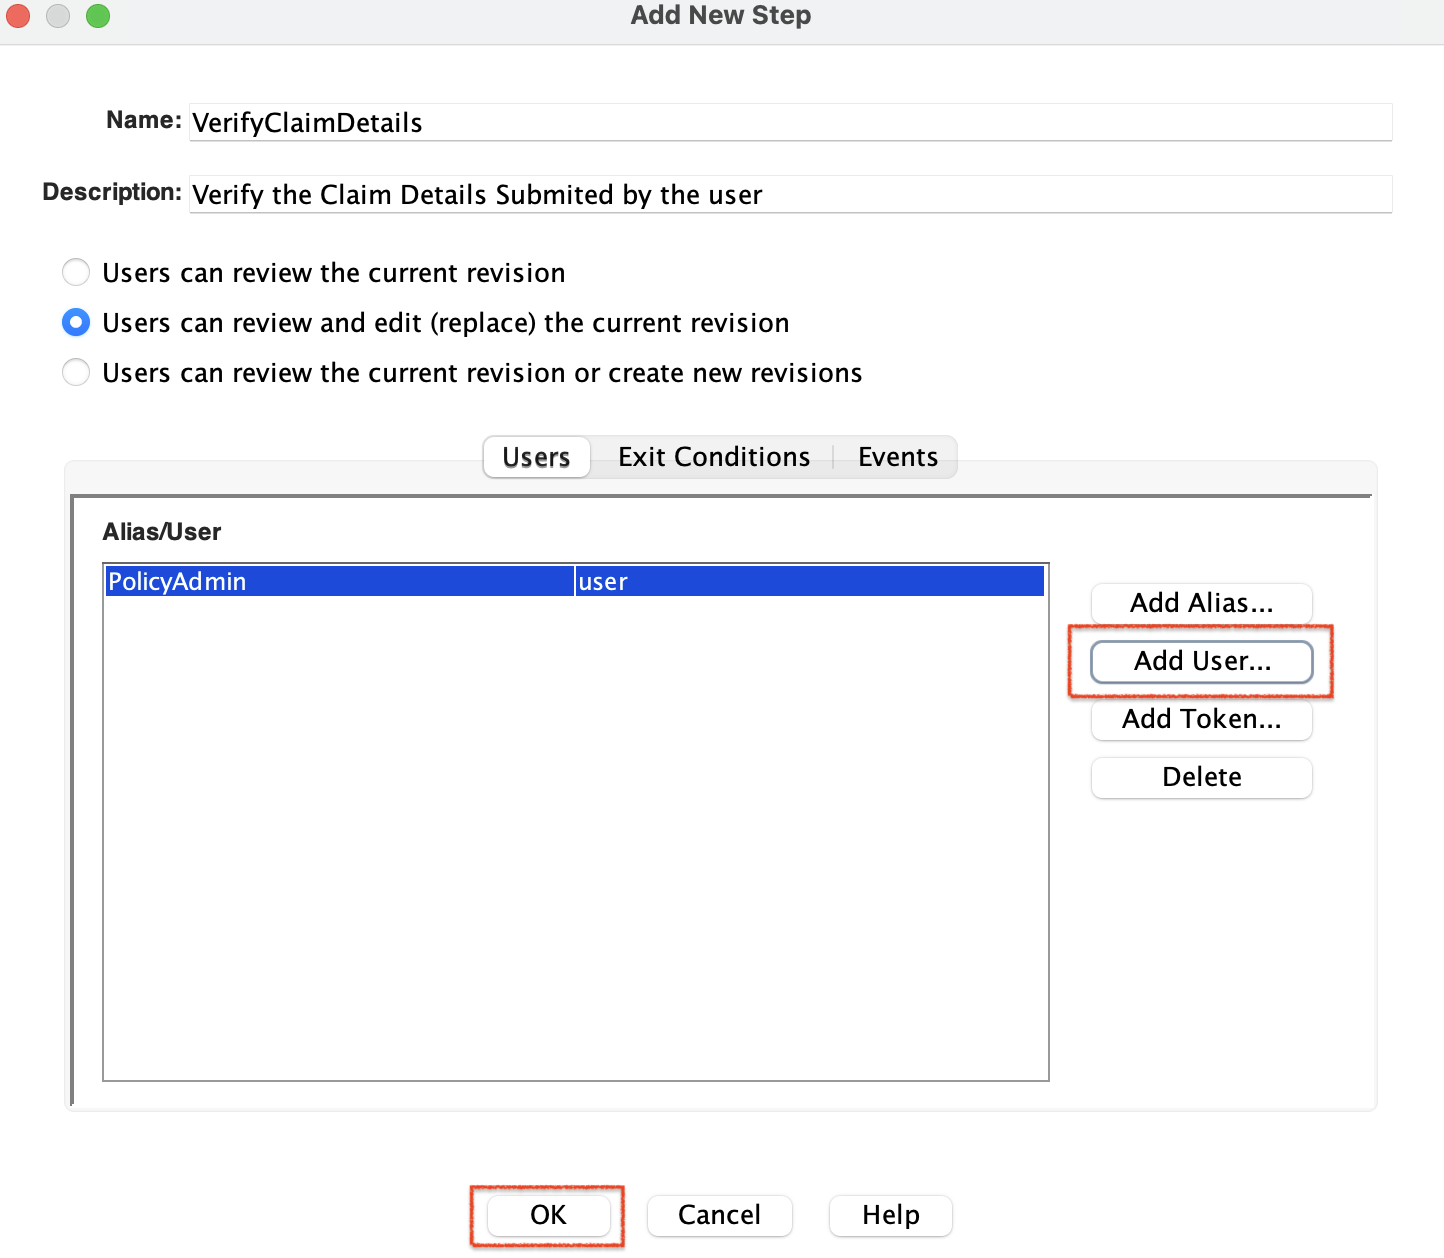 Add New Step
Name: VerifyClaimDetails
Description: Verify the Claim Details Submited by the user
Users can review the current revision
Users can review and edit (replace) the current revision
Users can review the current revision or create new revisions
Users Exit Conditions Events
Alias/User
PolicyAdmin user
Add Alias...
Add User...
Add Token...
Delete
OK Cancel Help